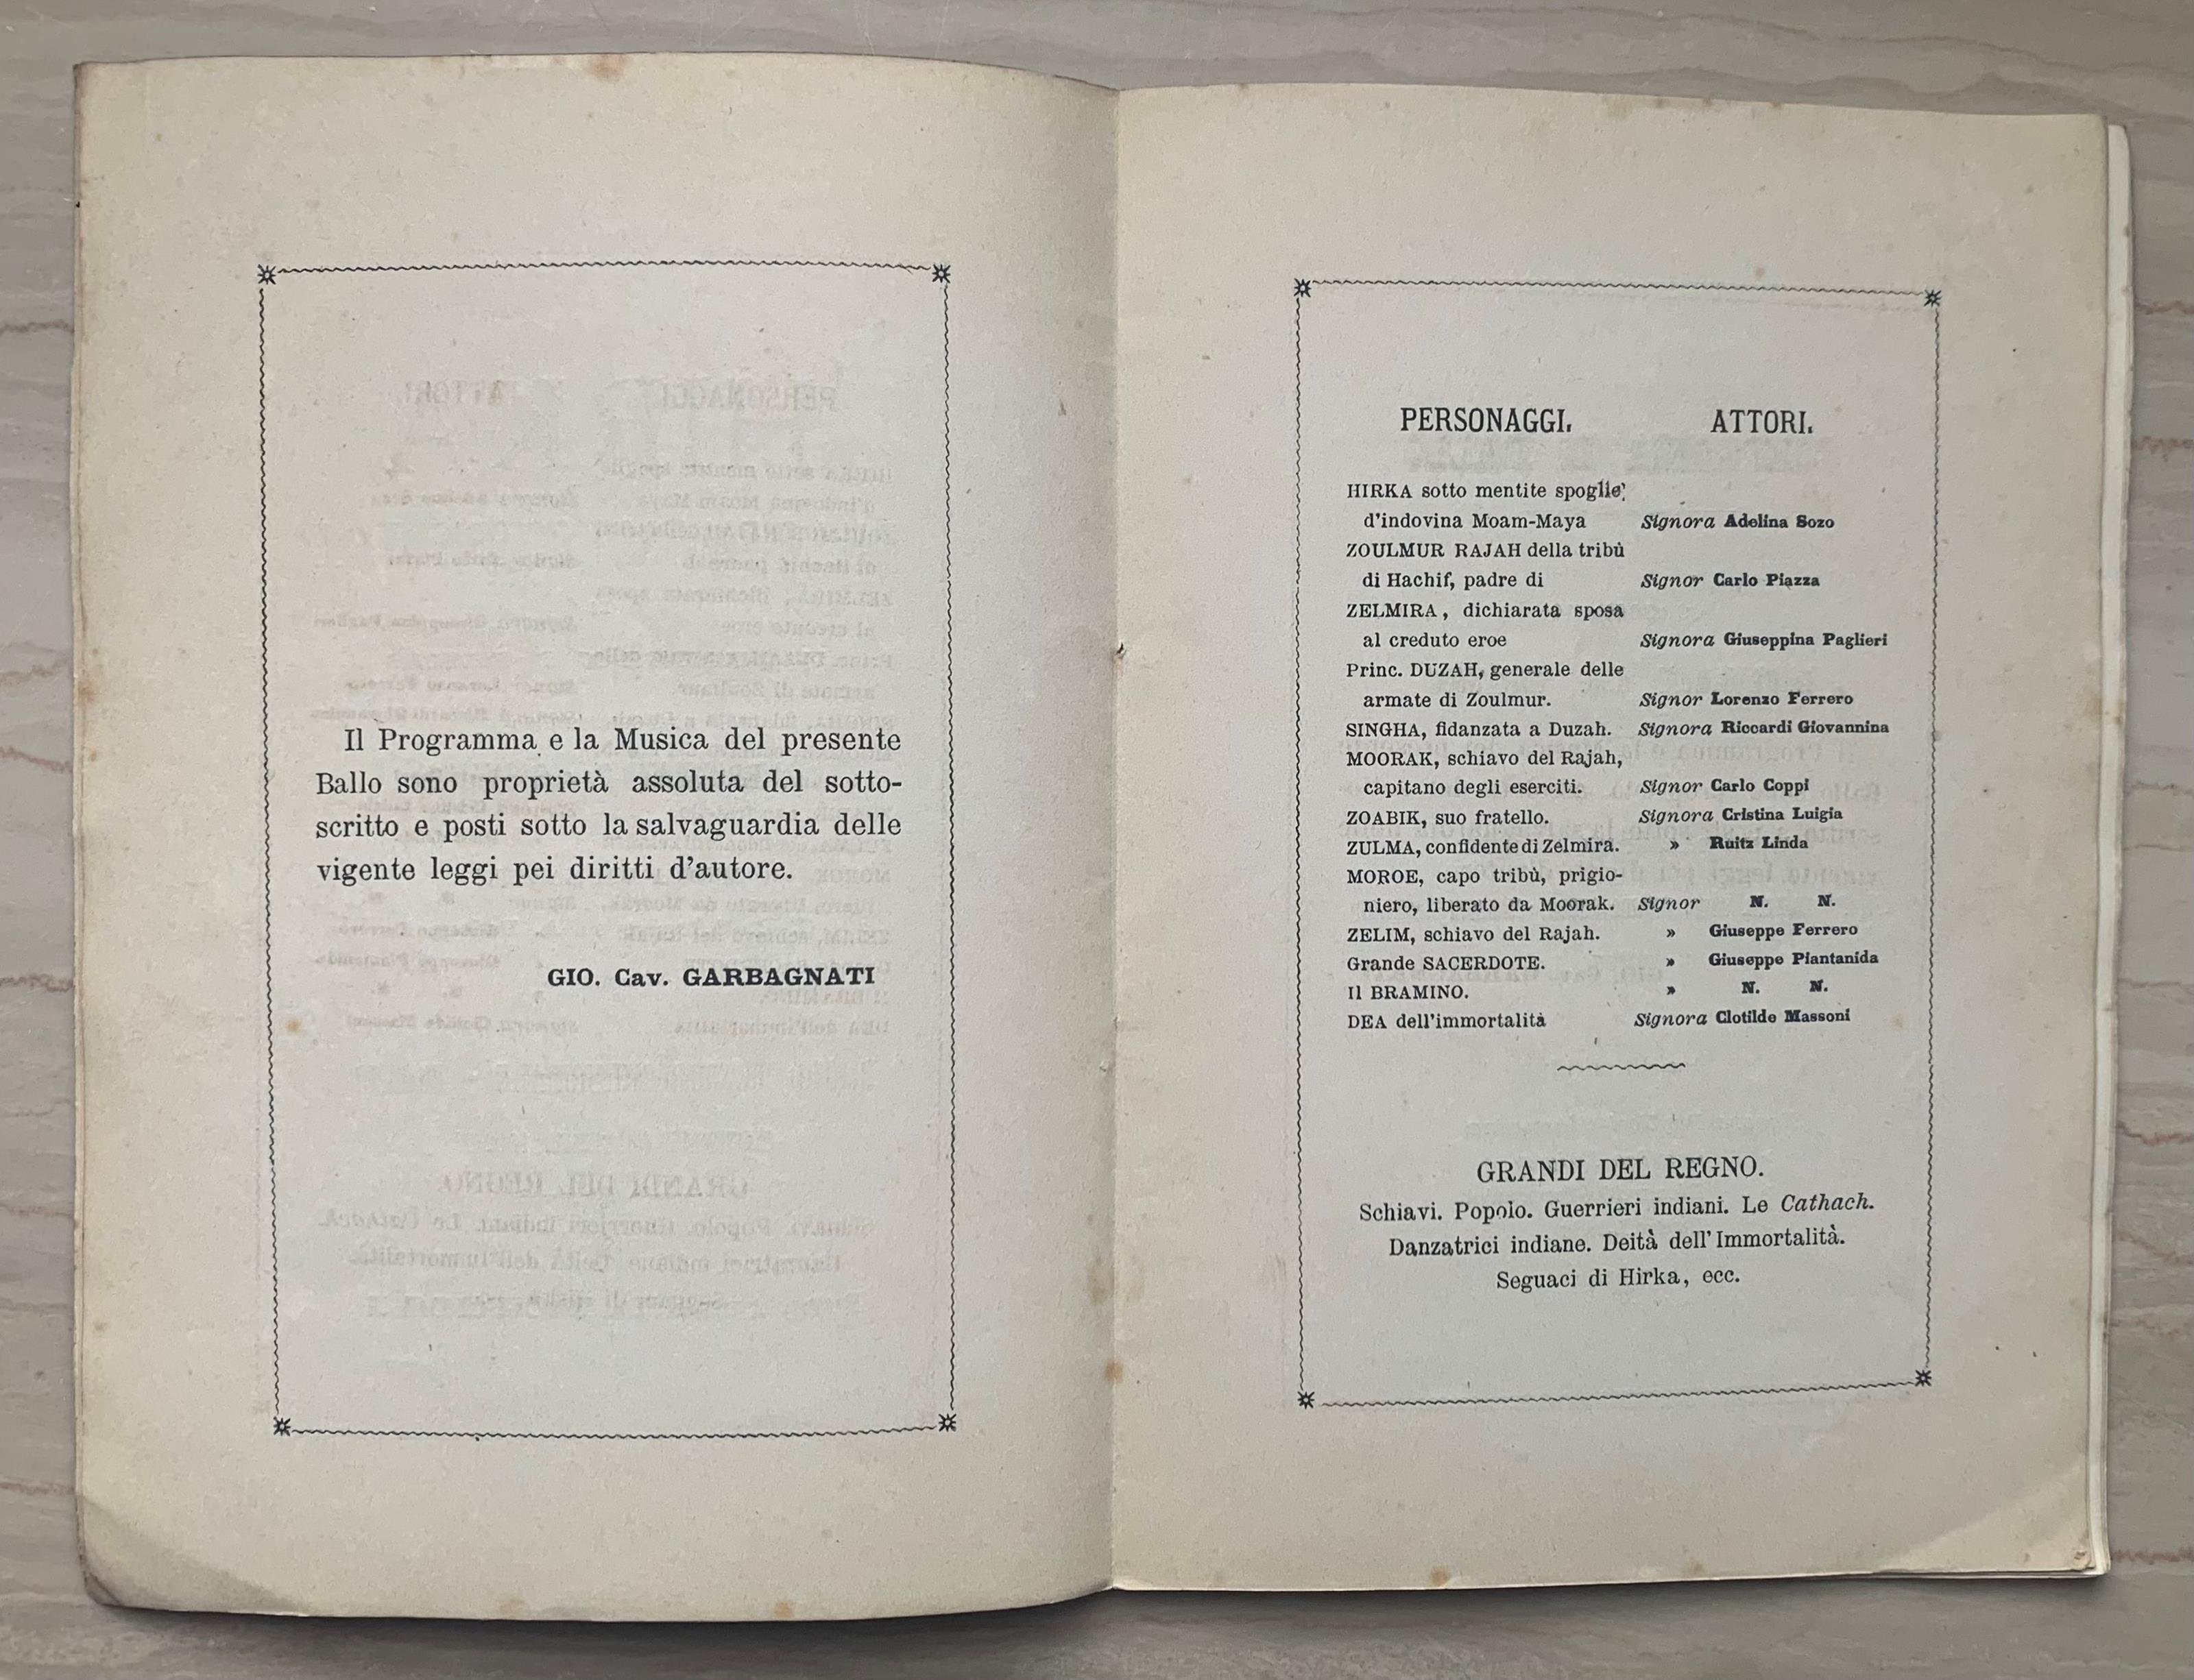 Il Programma e la Musica del presente
Ballo sono proprietà assoluta del sotto-
scritto e posti sotto la salvaguardia delle
vigente leggi pei diritti d'autore.
GIO. Cav. GARBAGNATI
PERSONAGGI. ATTORI.
HIRKA sotto mentite spoglie
d'indovina Moam-Maya Signora Adelina Sozo
ZOULMUR RAJAH della tribù
di Hachif, padre di Signor Carlo Piazza
ZELMIRA, dichiarata sposa
al creduto eroe Signora Giuseppina Paglieri
Princ. DUZAH, generale delle
armate di Zoulmur. Signor Lorenzo Ferrero
SINGHA, fidanzata a Duzah. Signora Riccardi Giovannina
MOORAK, schiavo del Rajah,
capitano degli eserciti. Signor Carlo Coppi
ZOABIK, suo fratello. Signora Cristina Luigia
ZULMA, confidente di Zelmira. » Ruitz Linda
MOROE, capo tribù, prigio-
niero, liberato da Moorak. Signor N. N.
ZELIM, schiavo del Rajah. » Giuseppe Ferrero
Grande SACERDOTE. » Giuseppe Piantanida
Il BRAMINO. » N. N.
DEA dell'immortalità Signora Clotilde Massoni
GRANDI DEL REGNO.
Schiavi. Popolo. Guerrieri indiani. Le Cathach.
Danzatrici indiane. Deità dell'Immortalità.
Seguaci di Hirka, ecc.